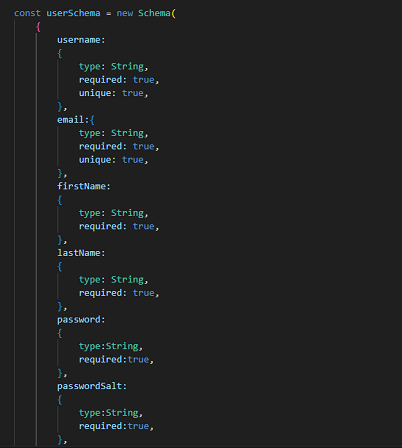 const userSchema = new Schema(
{
username:
{
type: String,
required: true,
unique: true,
},
email:{
type: String,
required: true,
unique: true,
},
firstName:
{
type: String,
required: true,
},
lastName:
{
type: String,
required: true,
},
password:
{
type:String,
required:true,
},
passwordSalt:
{
type:String,
required:true,
},